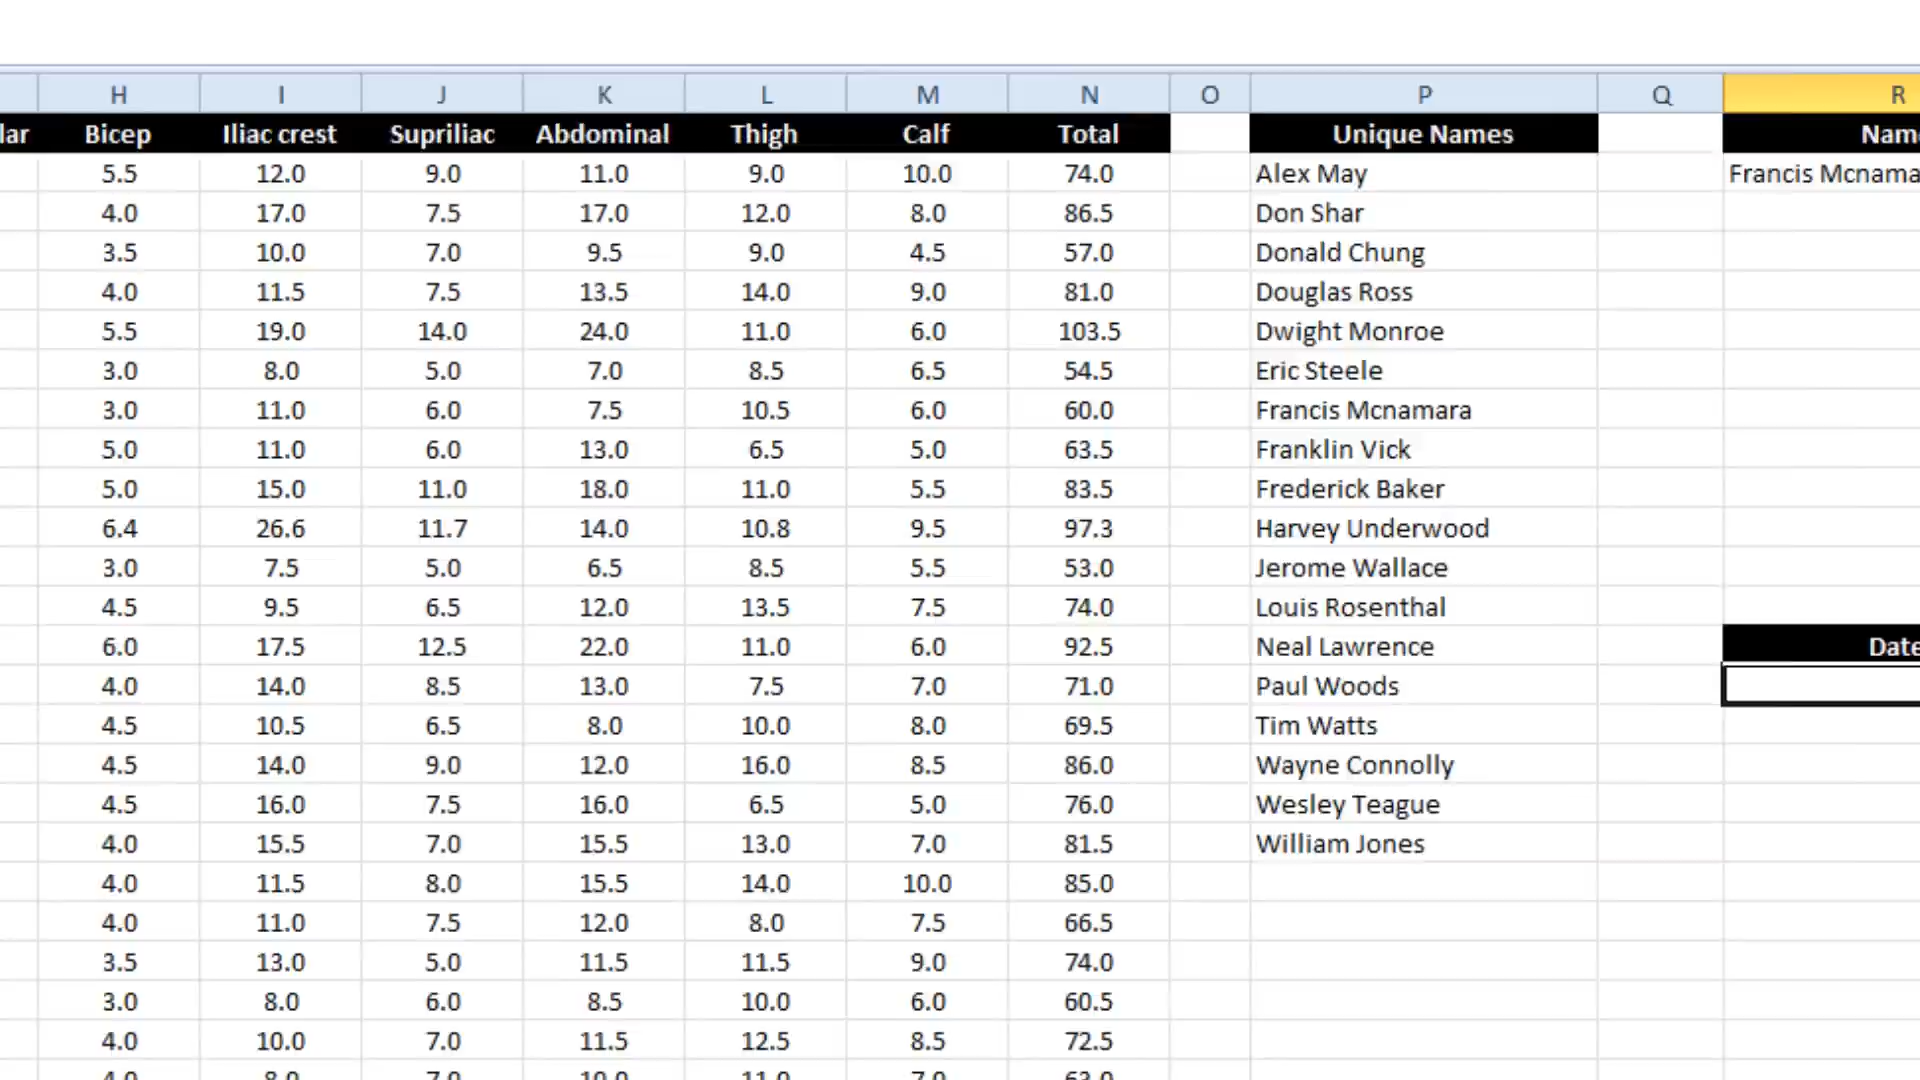 H I J K L M N O P Q R
lar Bicep Iliac crest Supriliac Abdominal Thigh Calf Total Unique Names Nam
5.5 12.0 9.0 11.0 9.0 10.0 74.0 Alex May Francis Mcnama
4.0 17.0 7.5 17.0 12.0 8.0 86.5 Don Shar
3.5 10.0 7.0 9.5 9.0 4.5 57.0 Donald Chung
4.0 11.5 7.5 13.5 14.0 9.0 81.0 Douglas Ross
5.5 19.0 14.0 24.0 11.0 6.0 103.5 Dwight Monroe
3.0 8.0 5.0 7.0 8.5 6.5 54.5 Eric Steele
3.0 11.0 6.0 7.5 10.5 6.0 60.0 Francis Mcnamara
5.0 11.0 6.0 13.0 6.5 5.0 63.5 Franklin Vick
5.0 15.0 11.0 18.0 11.0 5.5 83.5 Frederick Baker
6.4 26.6 11.7 14.0 10.8 9.5 97.3 Harvey Underwood
3.0 7.5 5.0 6.5 8.5 5.5 53.0 Jerome Wallace
4.5 9.5 6.5 12.0 13.5 7.5 74.0 Louis Rosenthal
6.0 17.5 12.5 22.0 11.0 6.0 92.5 Neal Lawrence Date
4.0 14.0 8.5 13.0 7.5 7.0 71.0 Paul Woods
4.5 10.5 6.5 8.0 10.0 8.0 69.5 Tim Watts
4.5 14.0 9.0 12.0 16.0 8.5 86.0 Wayne Connolly
4.5 16.0 7.5 16.0 6.5 5.0 76.0 Wesley Teague
4.0 15.5 7.0 15.5 13.0 7.0 81.5 William Jones
4.0 11.5 8.0 15.5 14.0 10.0 85.0
4.0 11.0 7.5 12.0 8.0 7.5 66.5
3.5 13.0 5.0 11.5 11.5 9.0 74.0
3.0 8.0 6.0 8.5 10.0 6.0 60.5
4.0 10.0 7.0 11.5 12.5 8.5 72.5